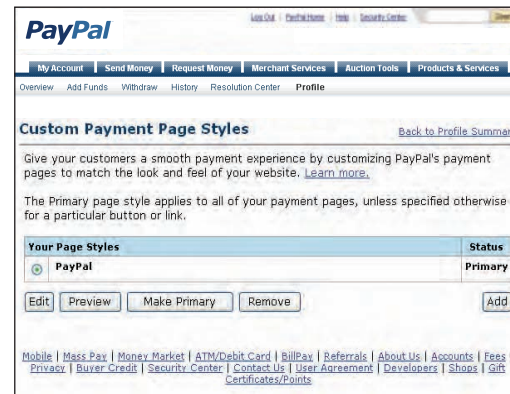 Log Out | PayPal Home | Help | Security Center
PayPal
My Account Send Money Request Money Merchant Services Auction Tools Products & Services
Overview Add Funds Withdraw History Resolution Center Profile
Custom Payment Page Styles Back to Profile Summar
Give your customers a smooth payment experience by customizing PayPal's payment
pages to match the look and feel of your website. Learn more.
The Primary page style applies to all of your payment pages, unless specified otherwise
for a particular button or link.
Your Page Styles Status
PayPal Primary
Edit Preview Make Primary Remove Add
Mobile | Mass Pay | Money Market | ATM/Debit Card | BillPay | Referrals | About Us | Accounts | Fees
Privacy | Buyer Credit | Security Center | Contact Us | User Agreement | Developers | Shops | Gift
Certificates/Points